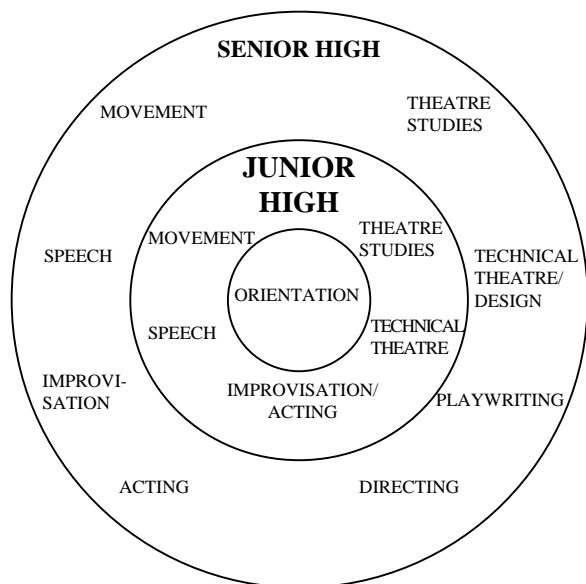 SENIOR HIGH
MOVEMENT
THEATRE
STUDIES
JUNIOR
HIGH
MOVEMENT
THEATRE
STUDIES
SPEECH
TECHNICAL
THEATRE/
DESIGN
ORIENTATION
SPEECH
TECHNICAL
THEATRE
IMPROVI-
SATION
IMPROVISATION/
ACTING
PLAYWRITING
ACTING
DIRECTING